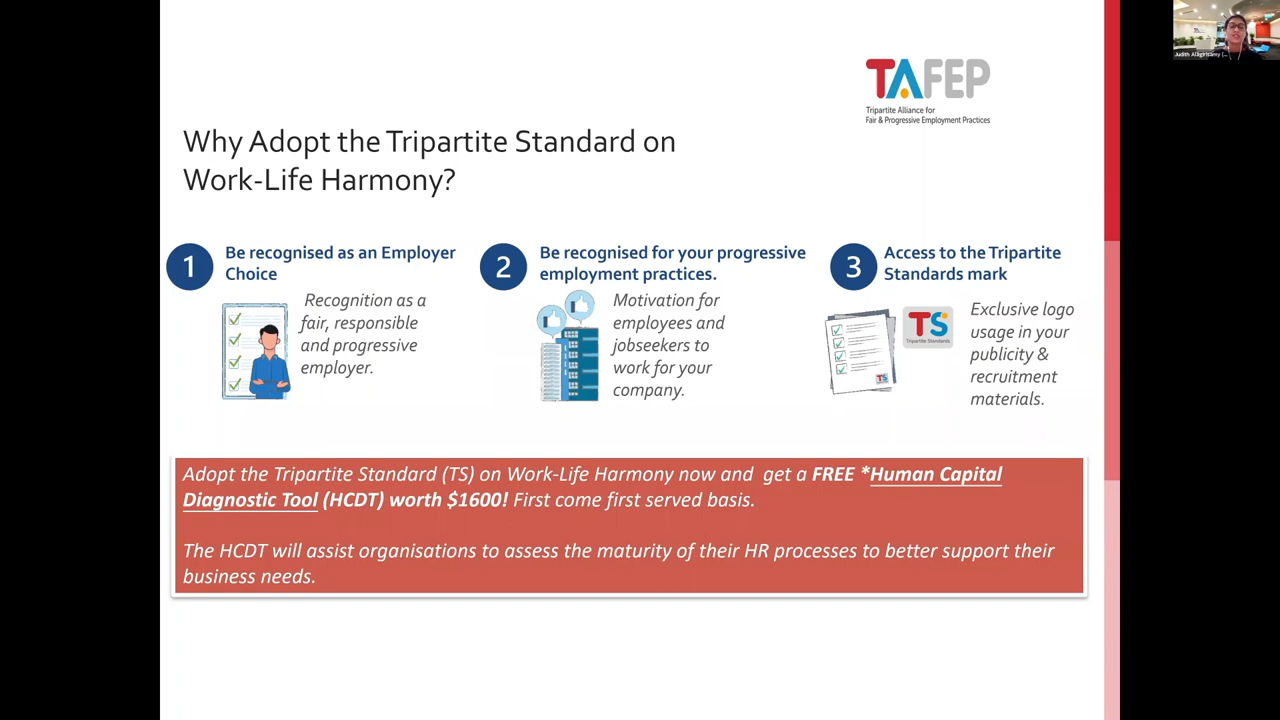 TAFEP
Tripartite Alliance for
Fair & Progressive Employment Practices
Why Adopt the Tripartite Standard on
Work-Life Harmony?
1
Be recognised as an Employer
Choice
Recognition as a
fair, responsible
and progressive
employer.
2
Be recognised for your progressive
employment practices.
Motivation for
employees and
jobseekers to
work for your
company.
3
Access to the Tripartite
Standards mark
TS
Tripartite Standards
TS
Exclusive logo
usage in your
publicity &
recruitment
materials.
Adopt the Tripartite Standard (TS) on Work-Life Harmony now and get a FREE *Human Capital
Diagnostic Tool (HCDT) worth $1600! First come first served basis.
The HCDT will assist organisations to assess the maturity of their HR processes to better support their
business needs.
Judith